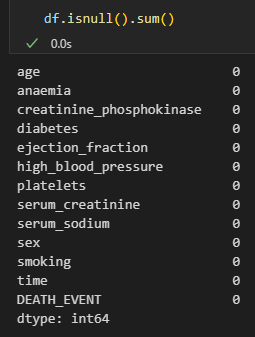 df.isnull().sum()
0.0s
age 0
anaemia 0
creatinine_phosphokinase 0
diabetes 0
ejection_fraction 0
high_blood_pressure 0
platelets 0
serum_creatinine 0
serum_sodium 0
sex 0
smoking 0
time 0
DEATH_EVENT 0
dtype: int64